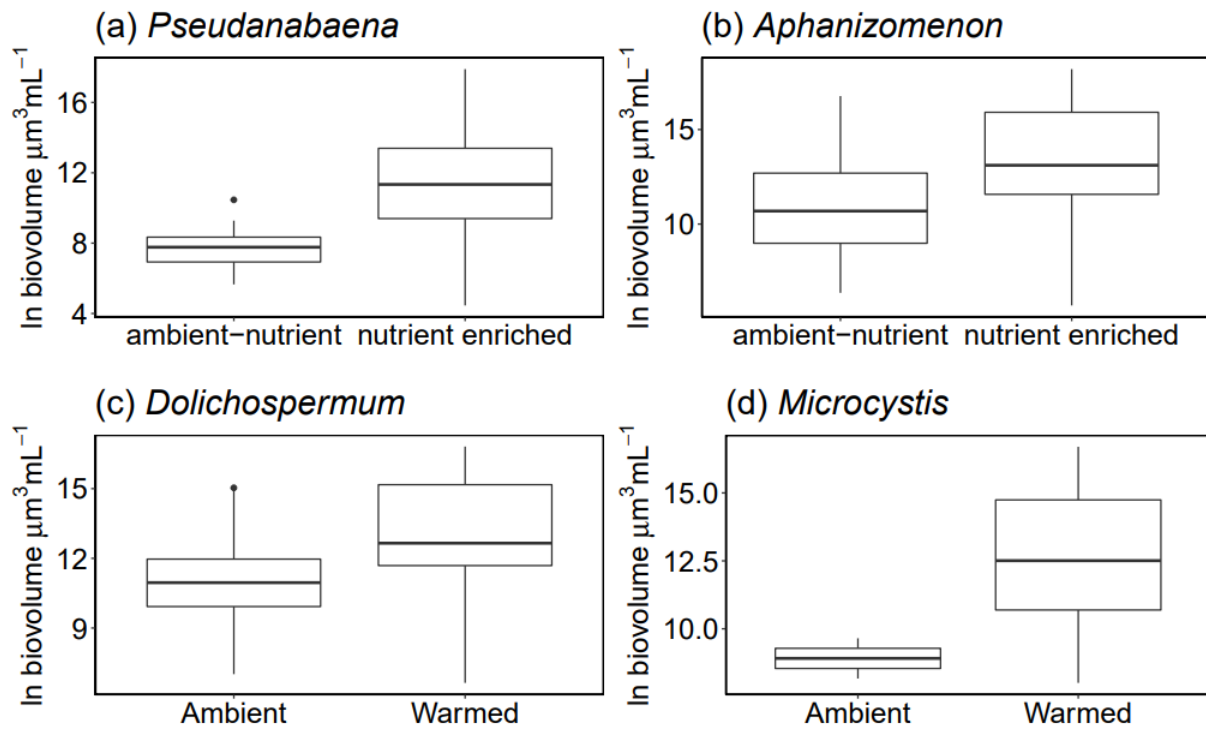 (a) Pseudanabaena
ln biovolume μm³mL⁻¹
16
12
8
4
ambient−nutrient nutrient enriched
(b) Aphanizomenon
ln biovolume μm³mL⁻¹
15
10
ambient−nutrient nutrient enriched
(c) Dolichospermum
ln biovolume μm³mL⁻¹
15
12
9
Ambient Warmed
(d) Microcystis
ln biovolume μm³mL⁻¹
15.0
12.5
10.0
Ambient Warmed